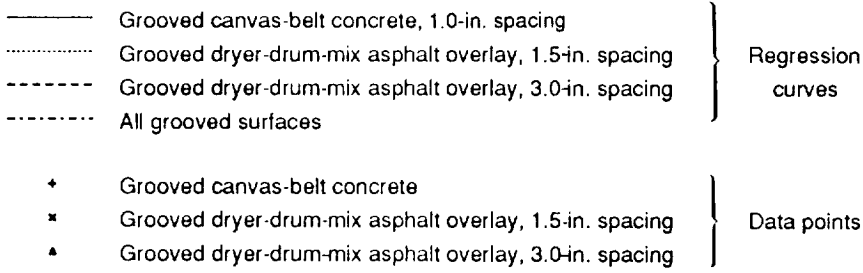 Grooved canvas-belt concrete, 1.0-in. spacing
Grooved dryer-drum-mix asphalt overlay, 1.5-in. spacing
Grooved dryer-drum-mix asphalt overlay, 3.0-in. spacing
All grooved surfaces
Regression
curves
Grooved canvas-belt concrete
Grooved dryer-drum-mix asphalt overlay, 1.5-in. spacing
Grooved dryer-drum-mix asphalt overlay, 3.0-in. spacing
Data points